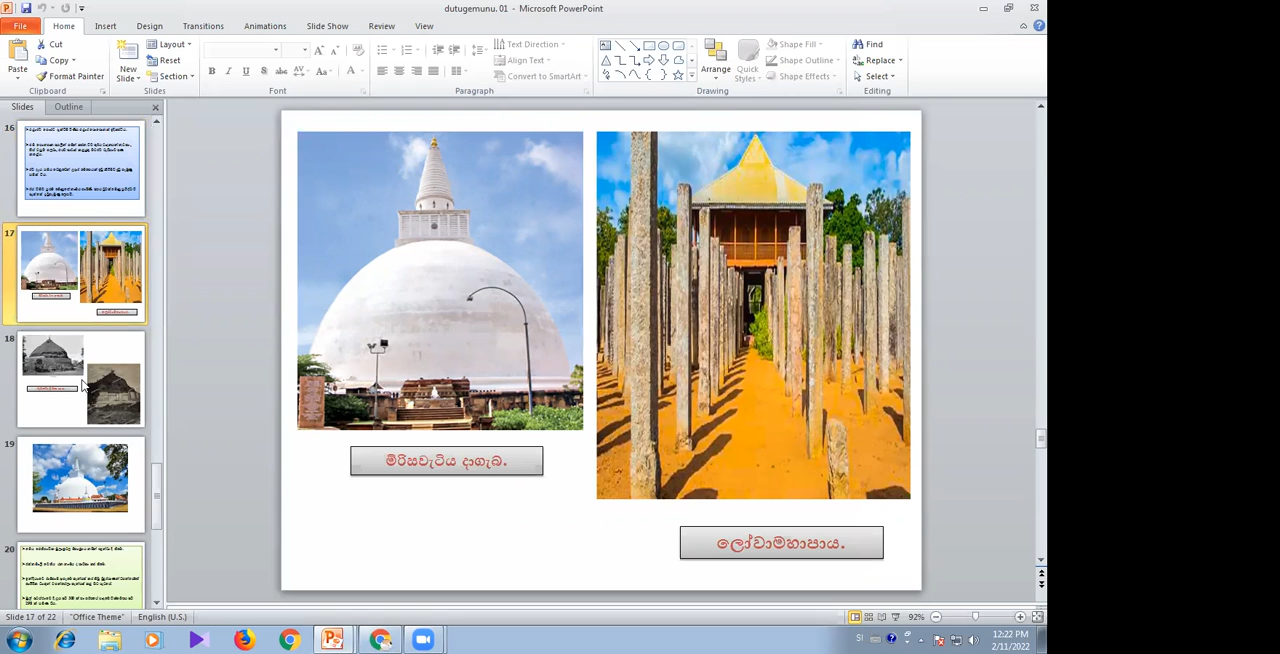 dutugemunu. 01 - Microsoft PowerPoint
File Home Insert Design Transitions Animations Slide Show Review View
Paste
Cut
Copy
Format Painter
Clipboard
New Slide
Layout
Reset
Section
Slides
Font
Text Direction
Align Text
Convert to SmartArt
Paragraph
Arrange
Quick Styles
Shape Fill
Shape Outline
Shape Effects
Drawing
Find
Replace
Select
Editing
Slides Outline
16
17
18
19
20
මිරිසවැටිය දාගැබ.
ලෝවාමහාපාය.
Slide 17 of 22 "Office Theme" English (U.S.) 92%
SI 12:22 PM
2/11/2022